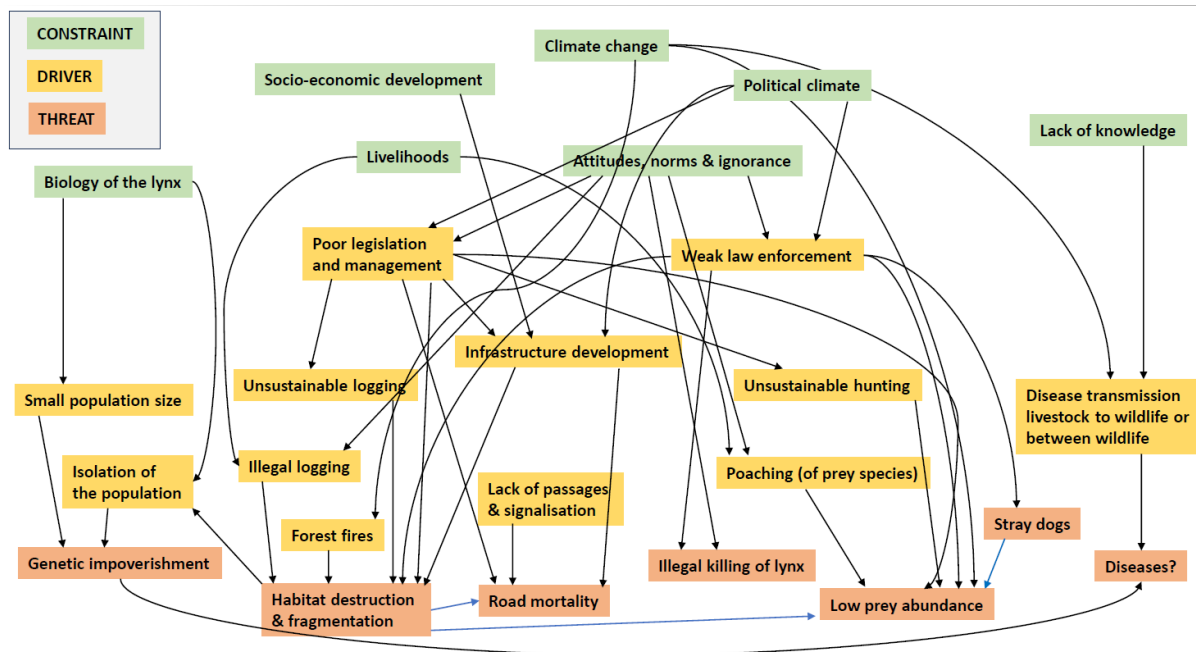 CONSTRAINT
DRIVER
THREAT
Climate change
Socio-economic development
Political climate
Lack of knowledge
Livelihoods
Attitudes, norms & ignorance
Biology of the lynx
Poor legislation
and management
Weak law enforcement
Infrastructure development
Unsustainable logging
Unsustainable hunting
Small population size
Disease transmission
livestock to wildlife or
between wildlife
Isolation of
the population
Illegal logging
Poaching (of prey species)
Lack of passages
& signalisation
Forest fires
Stray dogs
Genetic impoverishment
Illegal killing of lynx
Diseases?
Habitat destruction
& fragmentation
Road mortality
Low prey abundance